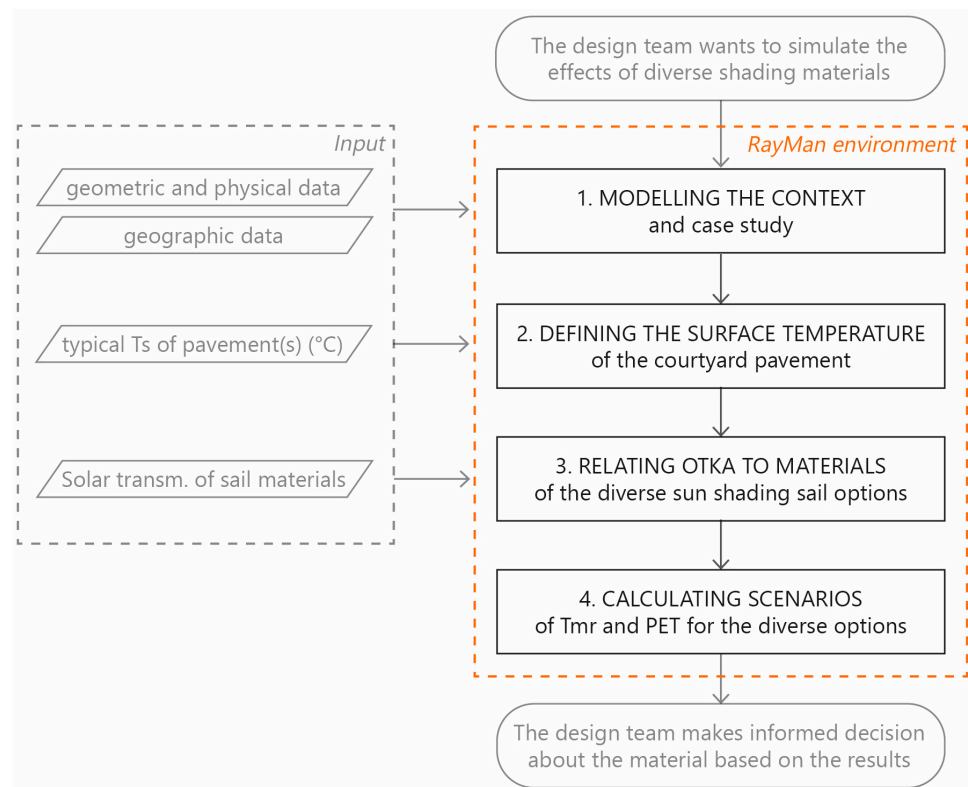 The design team wants to simulate the
effects of diverse shading materials
Input
RayMan environment
geometric and physical data
geographic data
1. MODELLING THE CONTEXT
and case study
typical Ts of pavement(s) (°C)
2. DEFINING THE SURFACE TEMPERATURE
of the courtyard pavement
Solar transm. of sail materials
3. RELATING OTKA TO MATERIALS
of the diverse sun shading sail options
4. CALCULATING SCENARIOS
of Tmr and PET for the diverse options
The design team makes informed decision
about the material based on the results